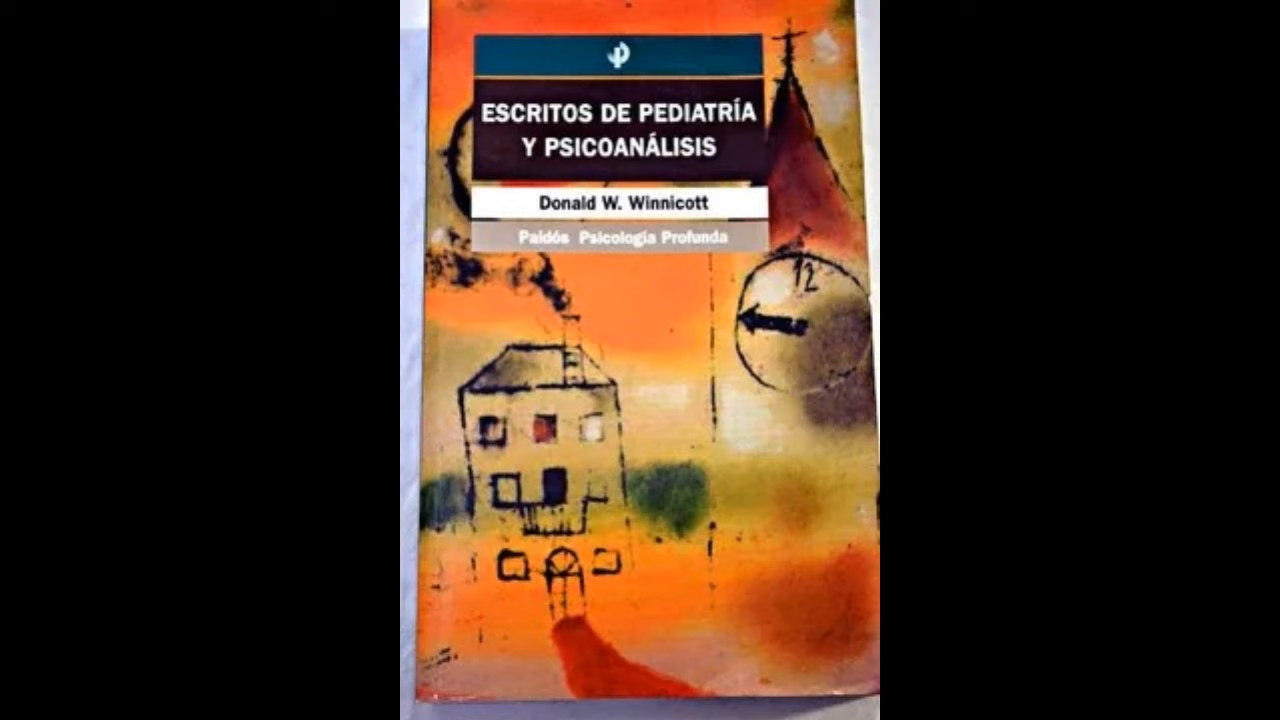 ESCRITOS DE PEDIATRÍA
Y PSICOANÁLISIS
Donald W. Winnicott
Paidós Psicología Profunda
12